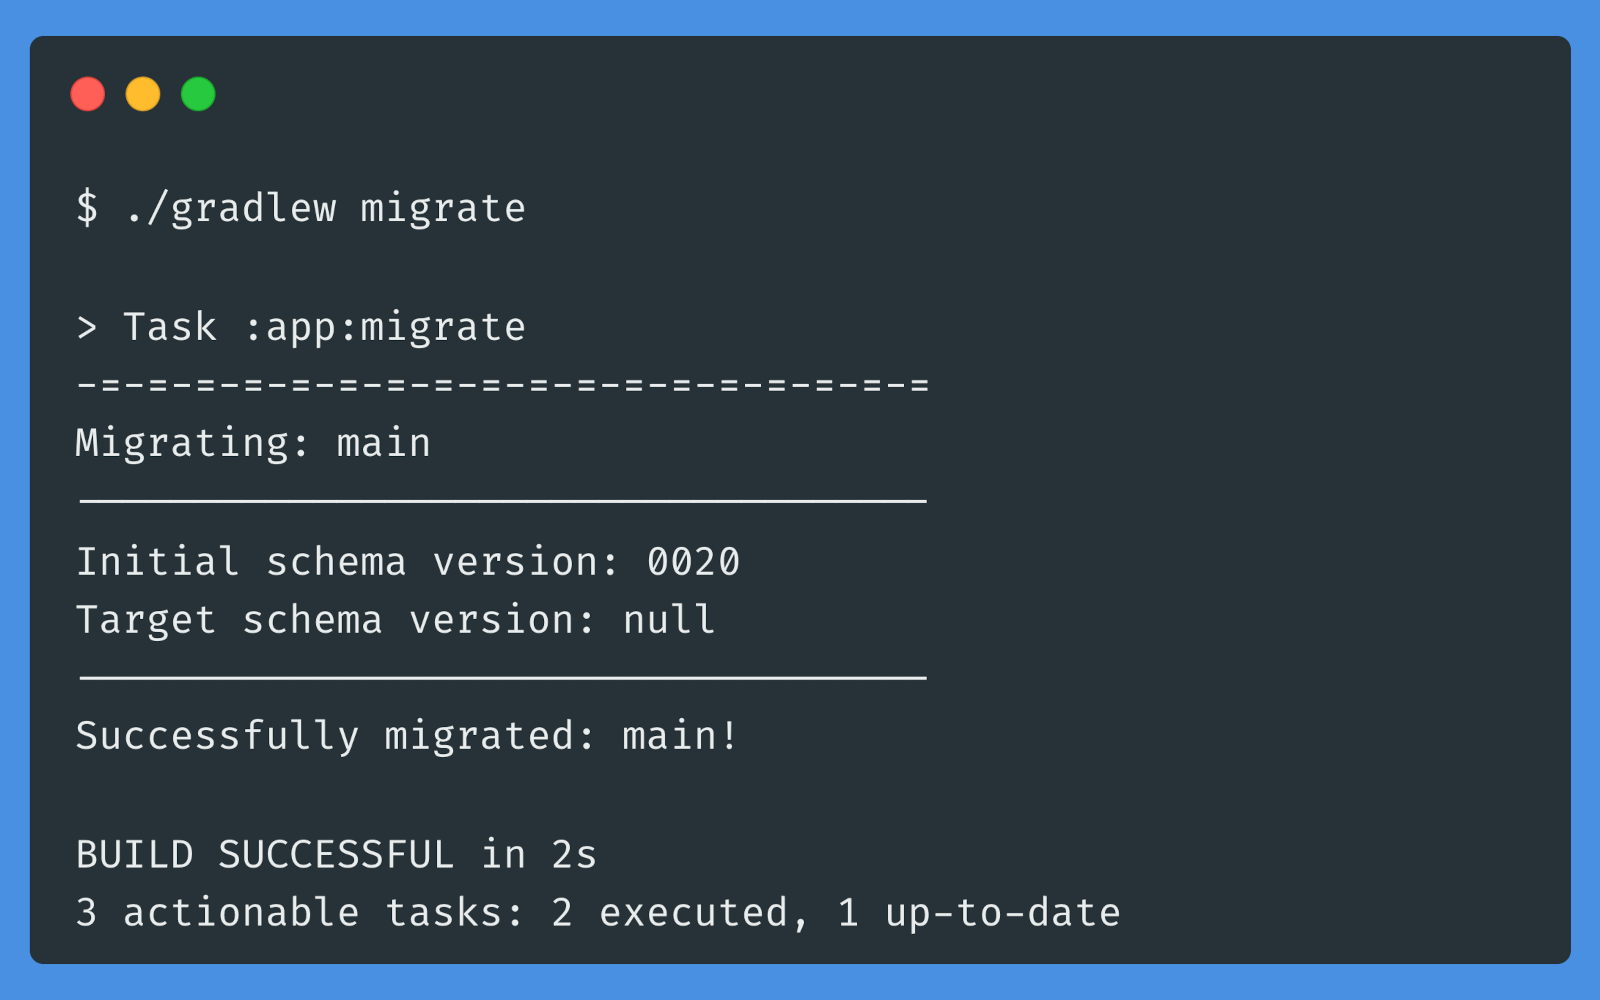 $ ./gradlew migrate
> Task :app:migrate
-=-=-=-=-=-=-=-=-=-=-=-=-=-=-=-=-=-=
Migrating: main
------------------------------------
Initial schema version: 0020
Target schema version: null
------------------------------------
Successfully migrated: main!
BUILD SUCCESSFUL in 2s
3 actionable tasks: 2 executed, 1 up-to-date